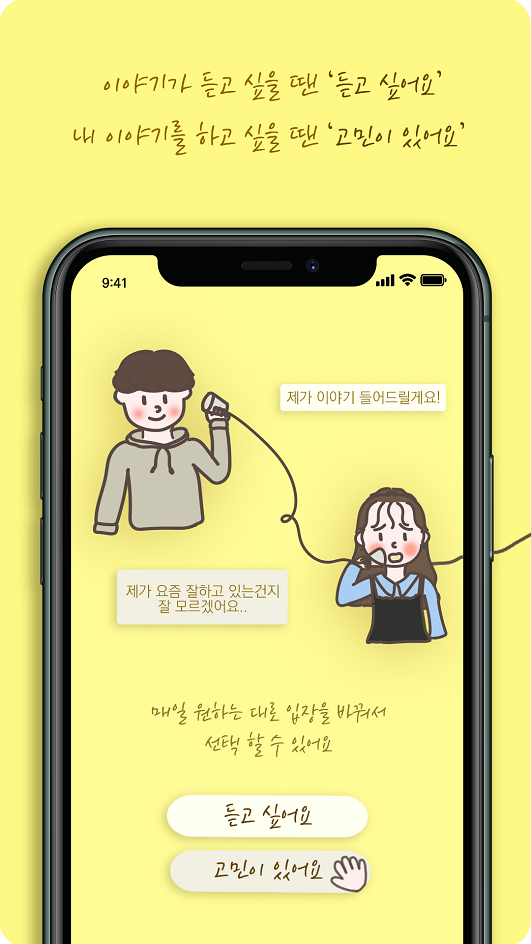 이야기가 듣고 싶을 땐 ‘듣고 싶어요’
내 이야기를 하고 싶을 땐 ‘고민이 있어요’
9:41
제가 이야기 들어드릴게요!
제가 요즘 잘하고 있는건지
잘 모르겠어요..
매일 원하는 대로 입장을 바꿔서
선택 할 수 있어요
듣고 싶어요
고민이 있어요